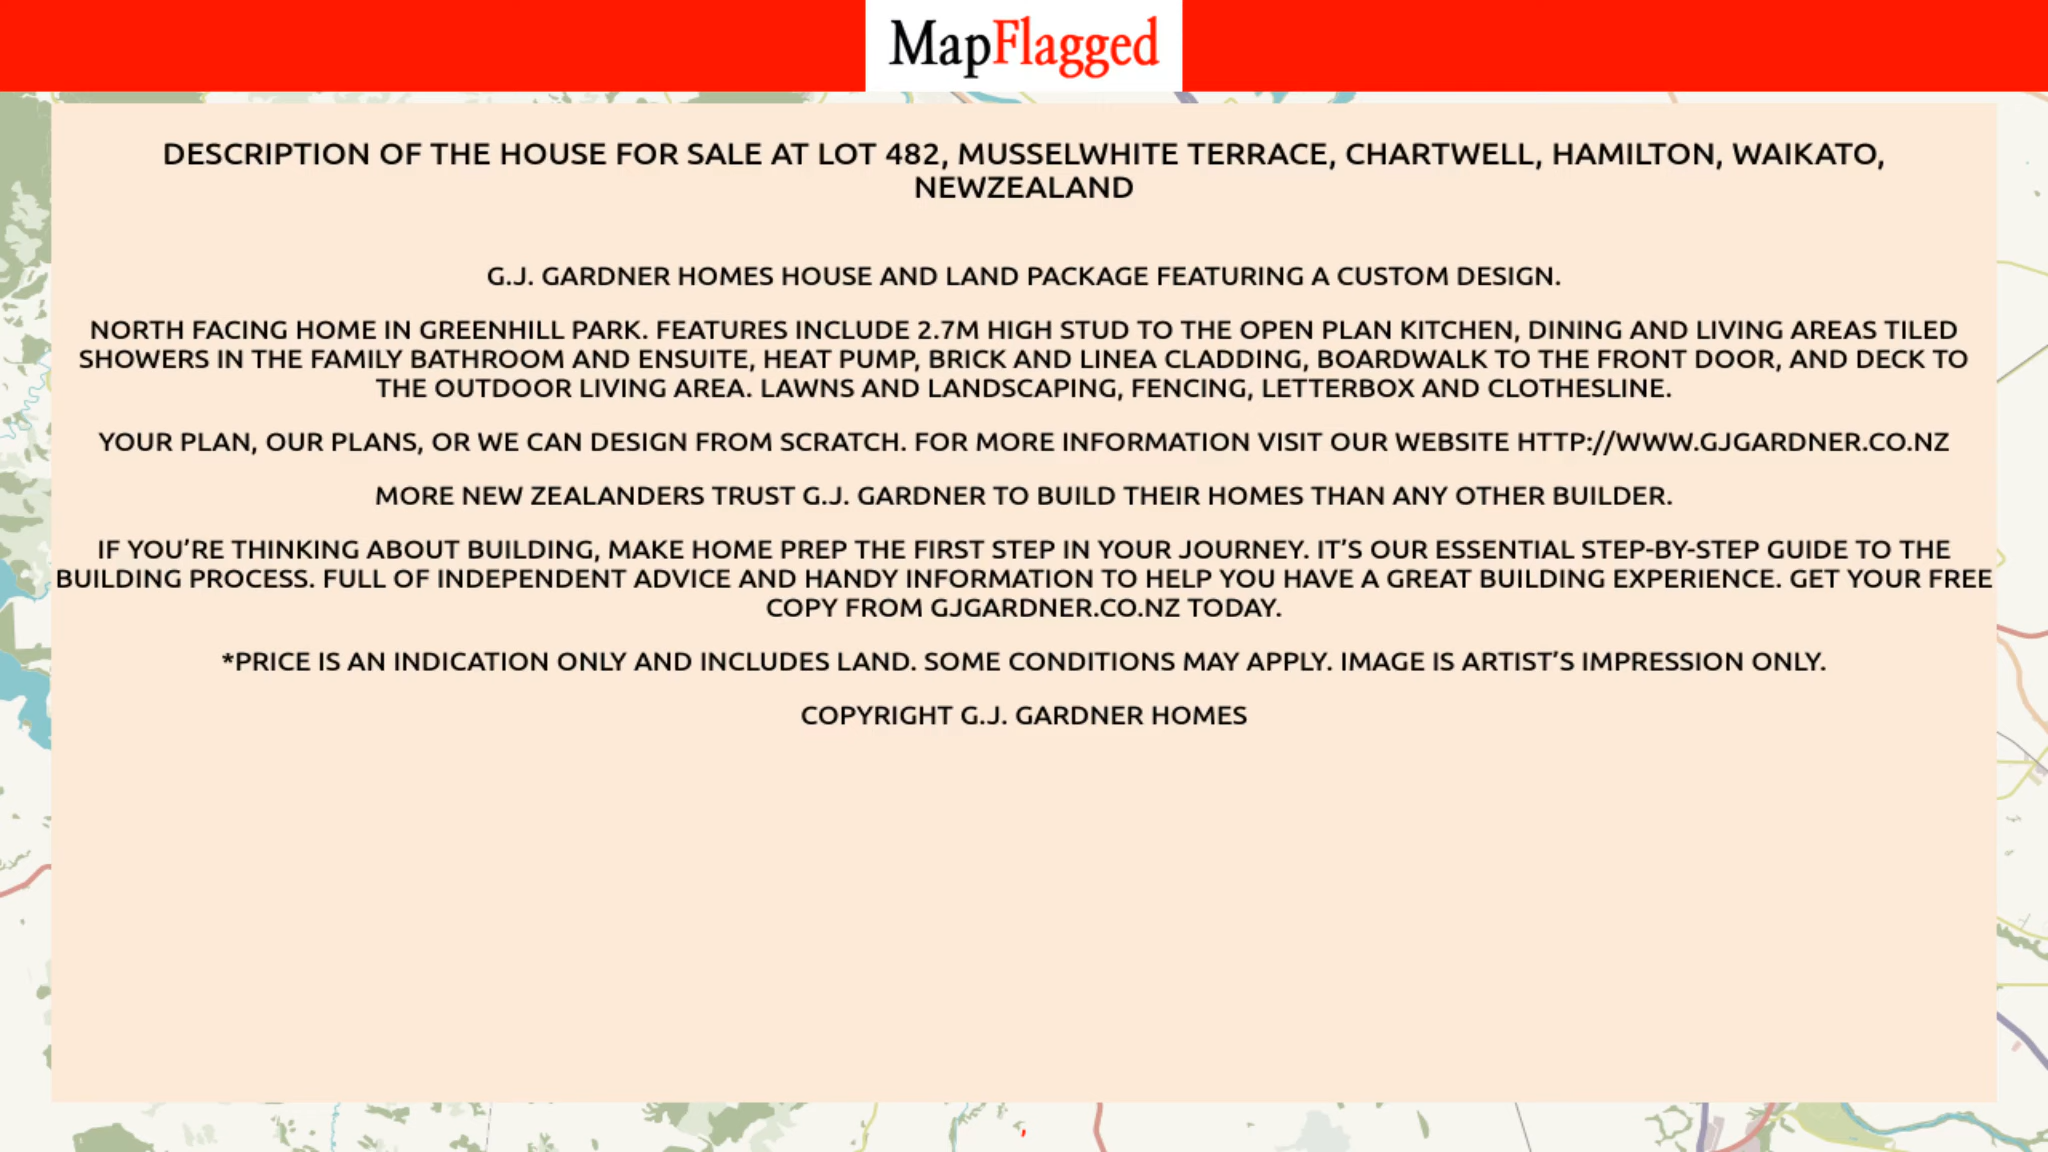 MapFlagged
DESCRIPTION OF THE HOUSE FOR SALE AT LOT 482, MUSSELWHITE TERRACE, CHARTWELL, HAMILTON, WAIKATO,
NEWZEALAND
G.J. GARDNER HOMES HOUSE AND LAND PACKAGE FEATURING A CUSTOM DESIGN.
NORTH FACING HOME IN GREENHILL PARK. FEATURES INCLUDE 2.7M HIGH STUD TO THE OPEN PLAN KITCHEN, DINING AND LIVING AREAS TILED
SHOWERS IN THE FAMILY BATHROOM AND ENSUITE, HEAT PUMP, BRICK AND LINEA CLADDING, BOARDWALK TO THE FRONT DOOR, AND DECK TO
THE OUTDOOR LIVING AREA. LAWNS AND LANDSCAPING, FENCING, LETTERBOX AND CLOTHESLINE.
YOUR PLAN, OUR PLANS, OR WE CAN DESIGN FROM SCRATCH. FOR MORE INFORMATION VISIT OUR WEBSITE HTTP://WWW.GJGARDNER.CO.NZ
MORE NEW ZEALANDERS TRUST G.J. GARDNER TO BUILD THEIR HOMES THAN ANY OTHER BUILDER.
IF YOU’RE THINKING ABOUT BUILDING, MAKE HOME PREP THE FIRST STEP IN YOUR JOURNEY. IT’S OUR ESSENTIAL STEP-BY-STEP GUIDE TO THE
BUILDING PROCESS. FULL OF INDEPENDENT ADVICE AND HANDY INFORMATION TO HELP YOU HAVE A GREAT BUILDING EXPERIENCE. GET YOUR FREE
COPY FROM GJGARDNER.CO.NZ TODAY.
*PRICE IS AN INDICATION ONLY AND INCLUDES LAND. SOME CONDITIONS MAY APPLY. IMAGE IS ARTIST’S IMPRESSION ONLY.
COPYRIGHT G.J. GARDNER HOMES
,